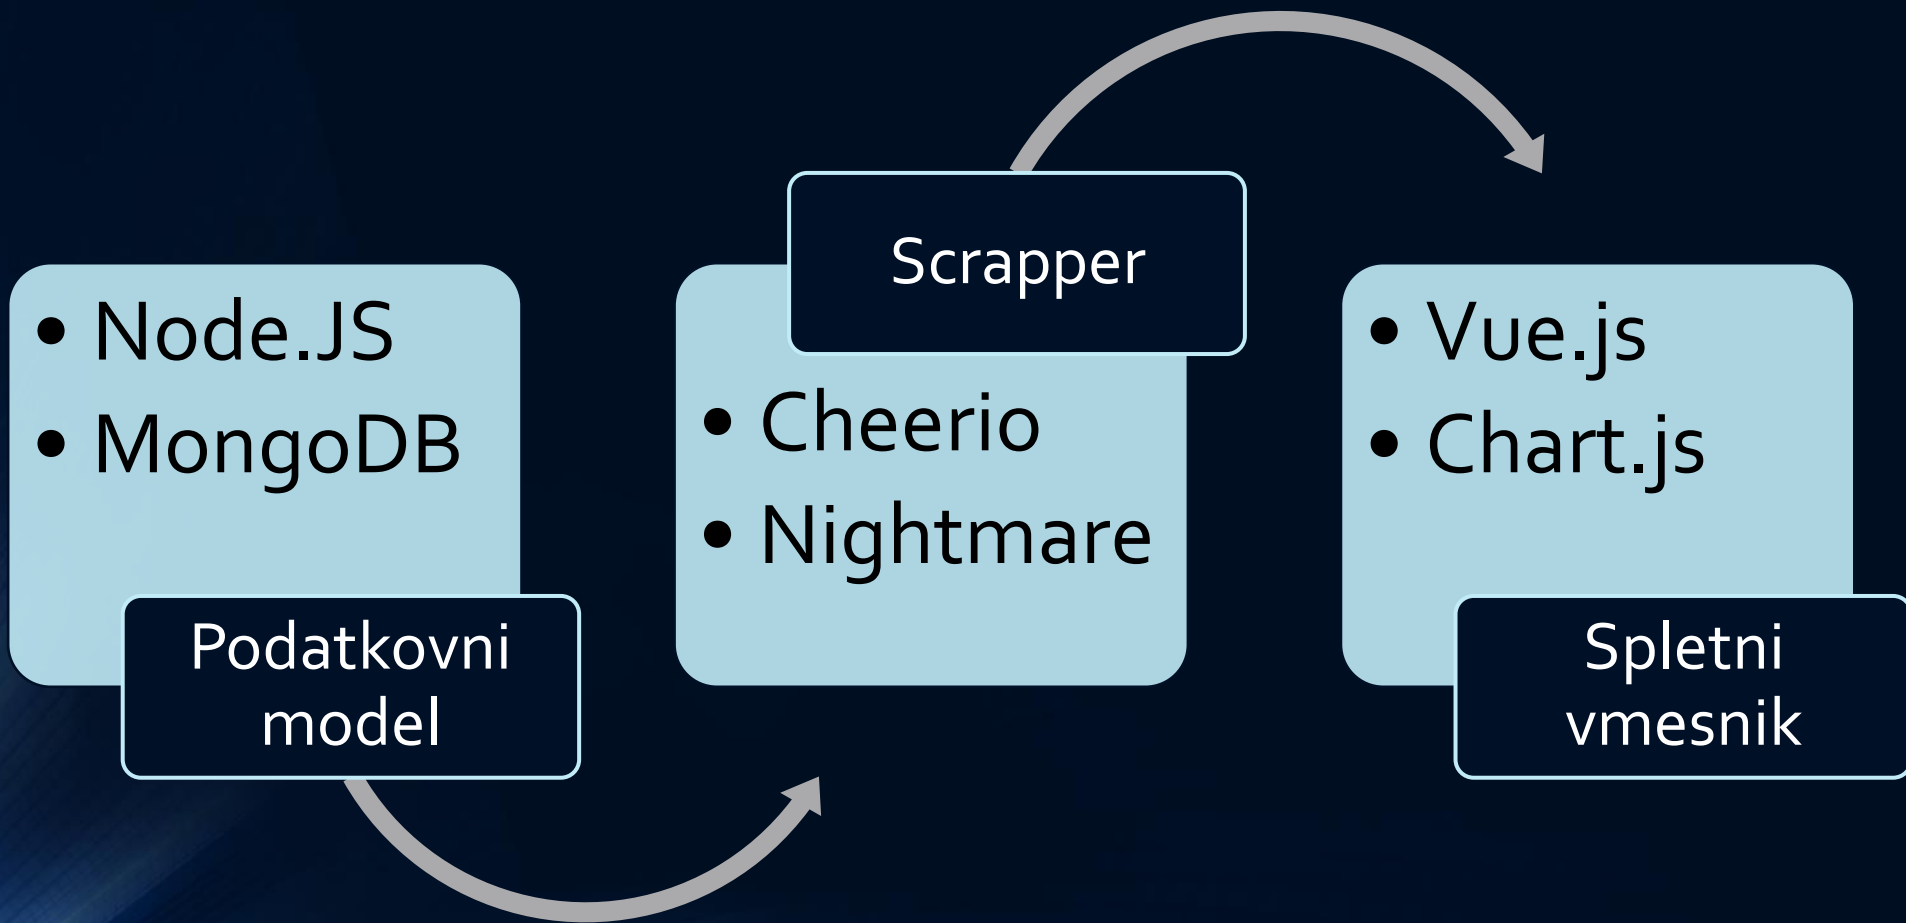 • Node.JS
• MongoDB
Podatkovni
model
Scrapper
• Cheerio
• Nightmare
• Vue.js
• Chart.js
Spletni
vmesnik